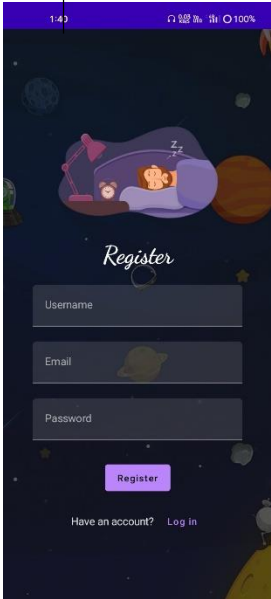 1:40 100%
z z z
Register
Username
Email
Password
Register
Have an account? Log in